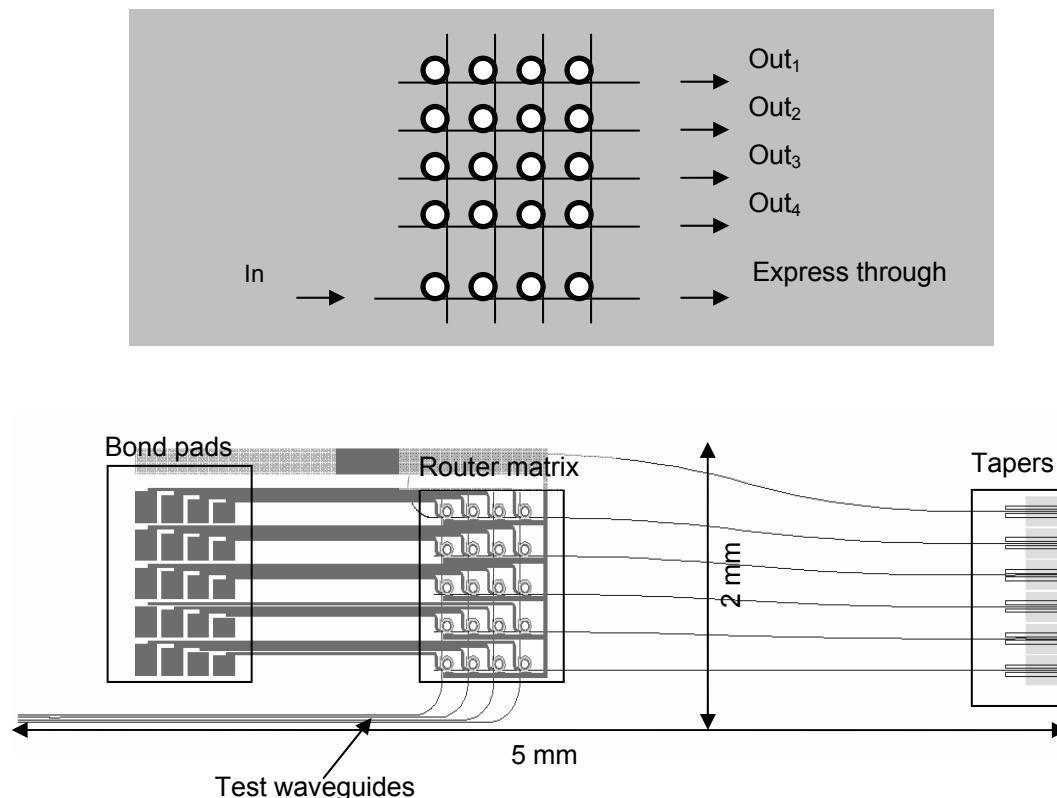 Out₁
Out₂
Out₃
Out₄
In
Express through
Bond pads
Router matrix
Tapers
2 mm
5 mm
Test waveguides